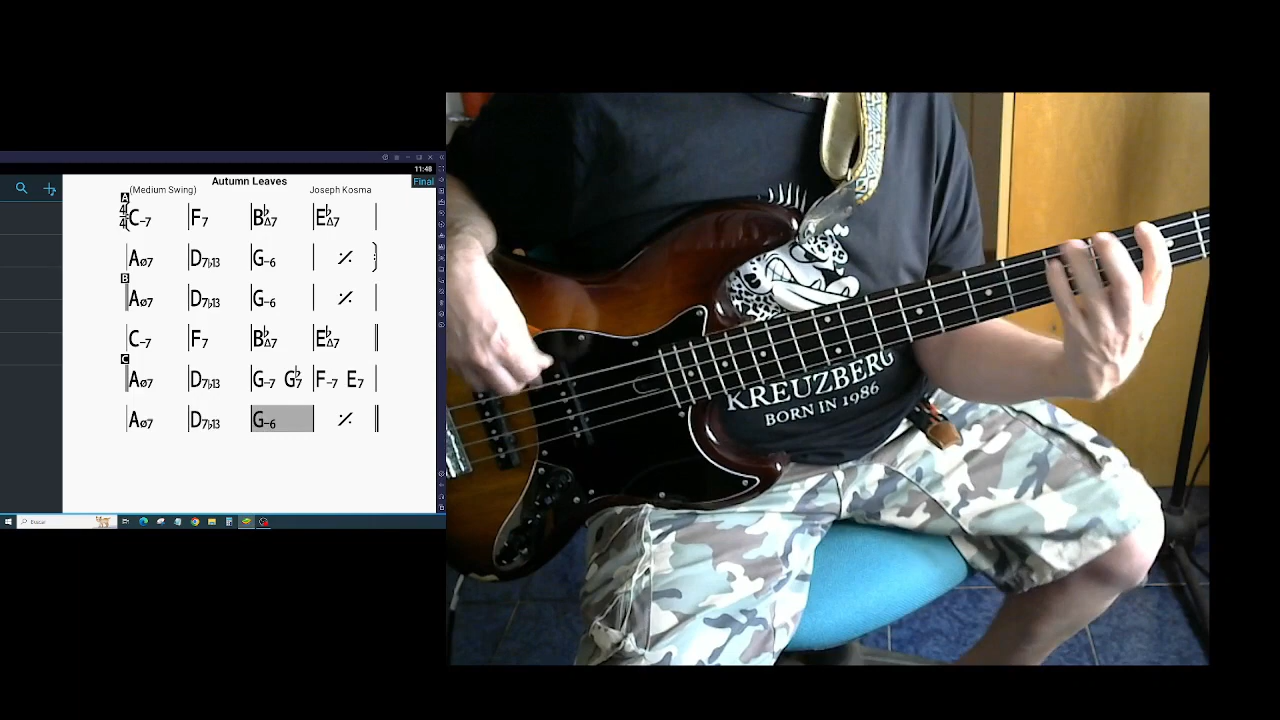 11:48
Autumn Leaves
Final
(Medium Swing)
Joseph Kosma
A
4/4 C-7 F7 B♭Δ7 E♭Δ7
Aø7 D7♭13 G-6 𝄎
B
Aø7 D7♭13 G-6 𝄎
C-7 F7 B♭Δ7 E♭Δ7
C
Aø7 D7♭13 G-7 G♭7 F-7 E7
Aø7 D7♭13 G-6 𝄎
Buscar
KREUZBERG
BORN IN 1986